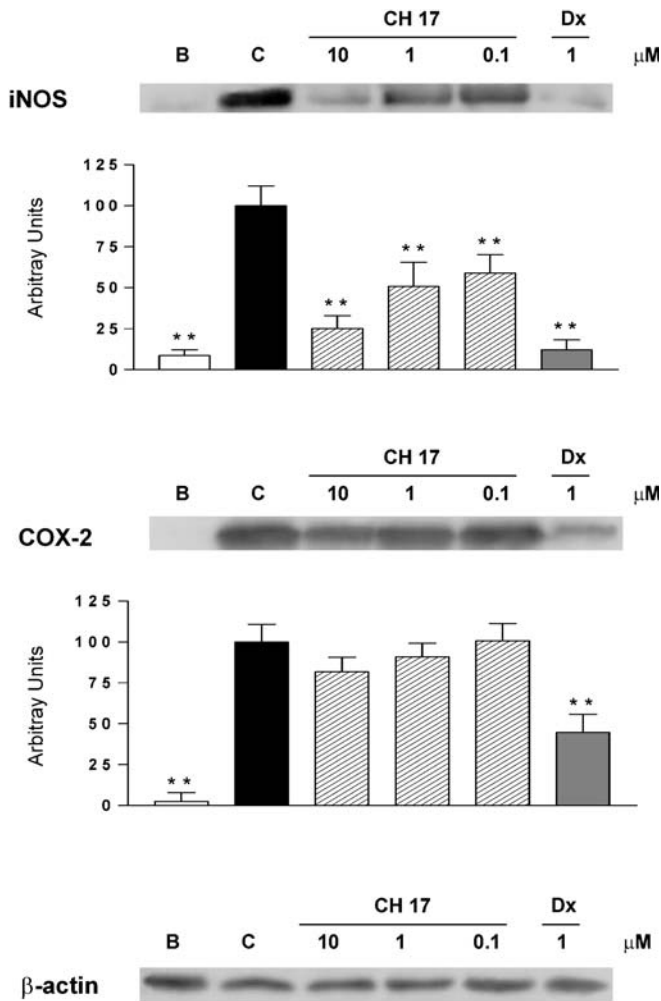 CH 17 Dx
B C 10 1 0.1 1 μM
iNOS
Arbitray Units
125
100
75
50
25
0
** ** ** ** **
CH 17 Dx
B C 10 1 0.1 1 μM
COX-2
Arbitray Units
125
100
75
50
25
0
** **
CH 17 Dx
B C 10 1 0.1 1 μM
β-actin